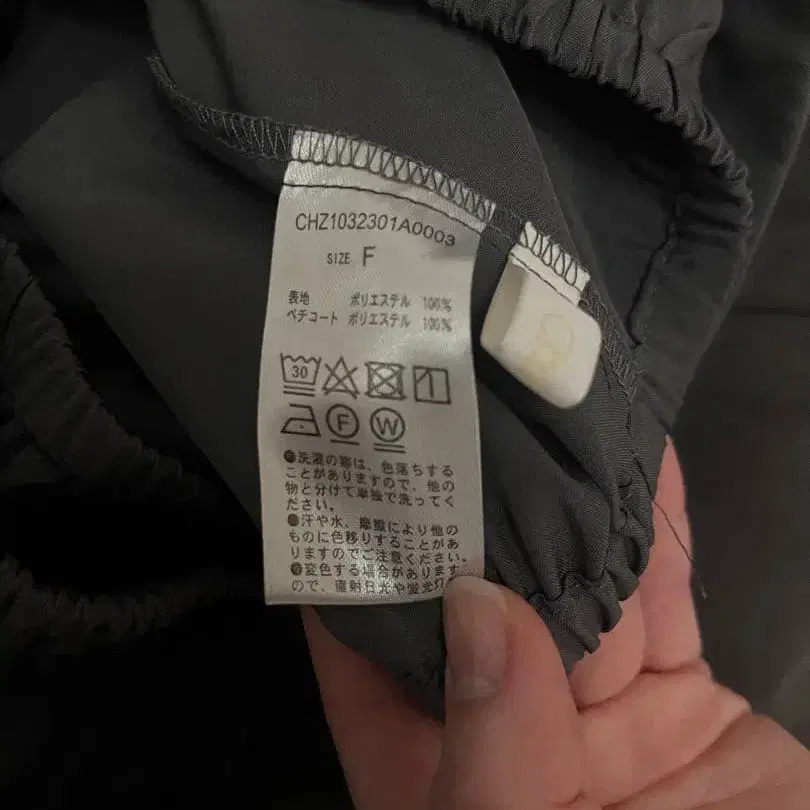 CHZ1032301A0003
SIZE F
表地 ポリエステル 100%
ペチコート ポリエステル 100%
30
F
W
●洗濯の際は、色落ちする
ことがありますので、他の
物と分けて単独で洗ってく
ださい。
●汗や水、摩擦により他の
ものに色移りすることがあ
りますのでご注意ください。
●変色する場合があります
ので、直射日光や蛍光灯